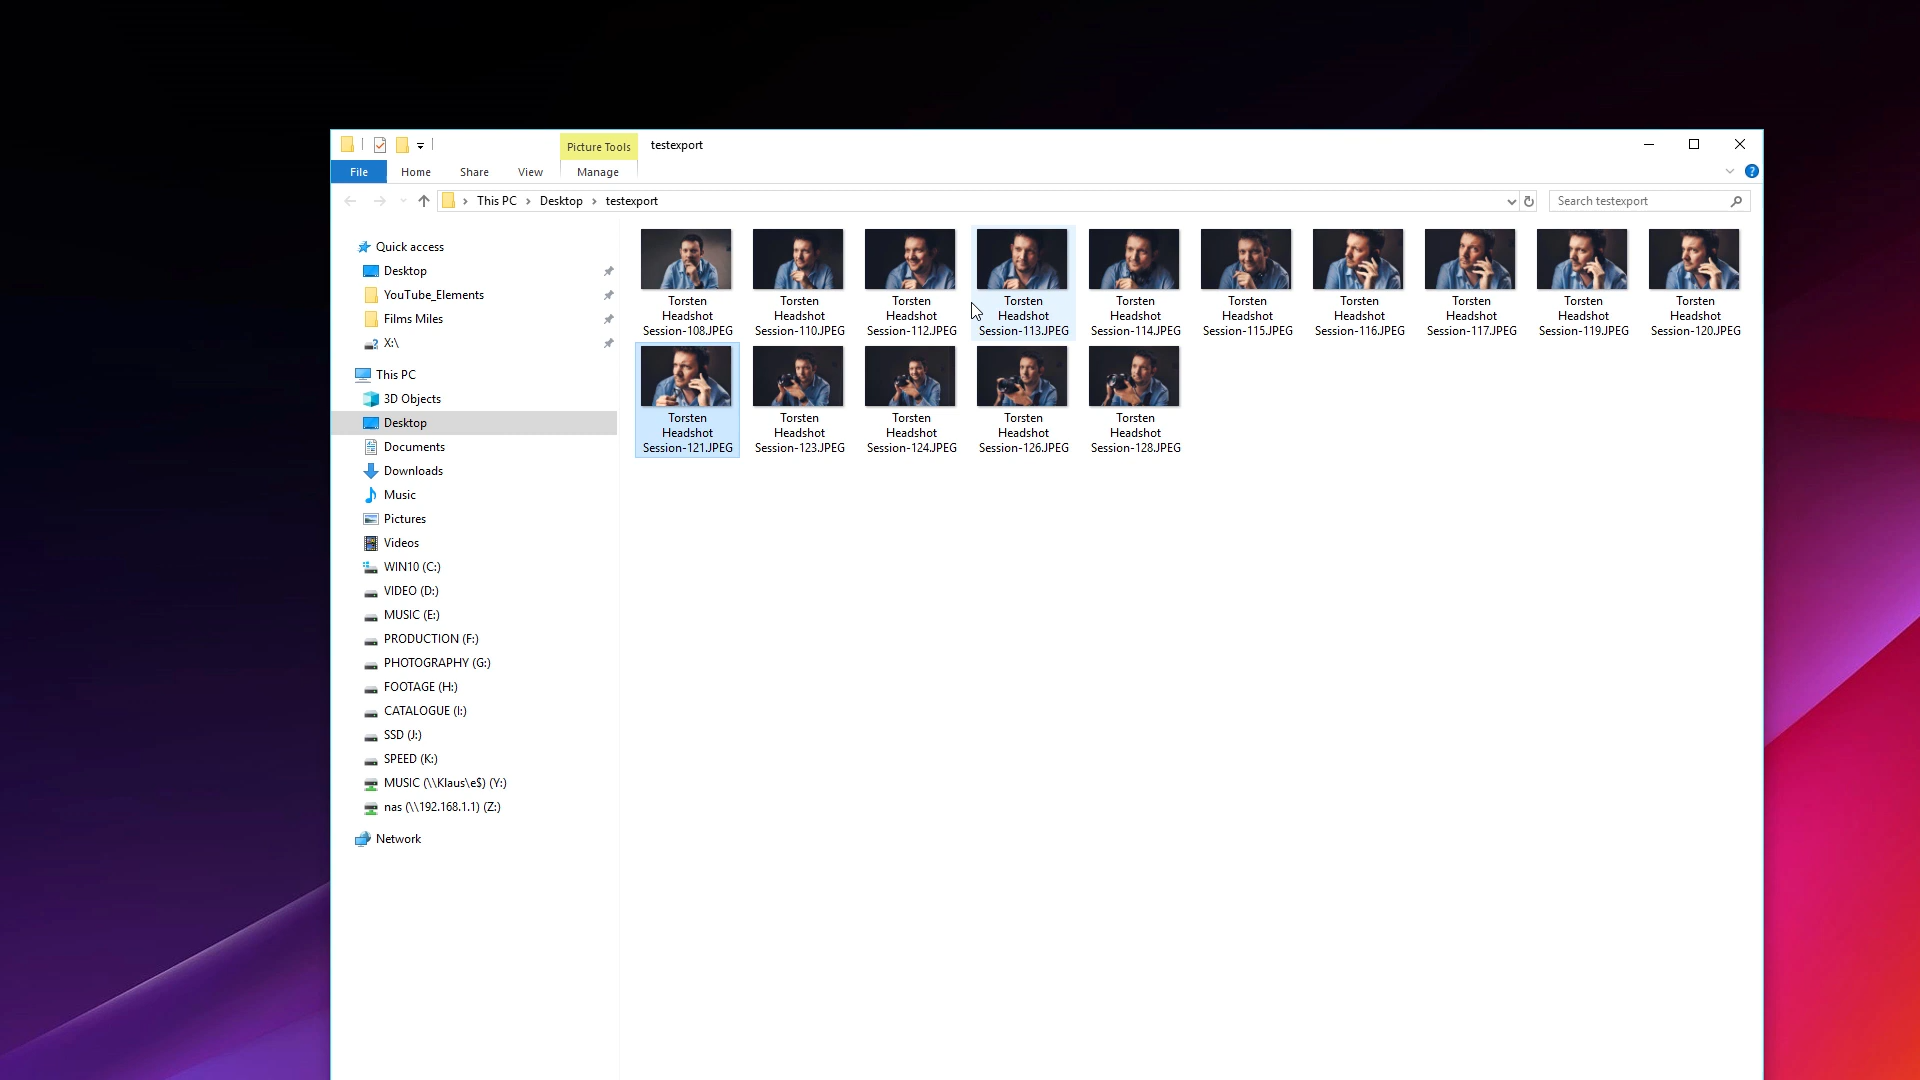 Picture Tools
testexport
File
Home
Share
View
Manage
This PC
Desktop
testexport
Search testexport
Quick access
Desktop
YouTube_Elements
Films Miles
X:\
This PC
3D Objects
Desktop
Documents
Downloads
Music
Pictures
Videos
WIN10 (C:)
VIDEO (D:)
MUSIC (E:)
PRODUCTION (F:)
PHOTOGRAPHY (G:)
FOOTAGE (H:)
CATALOGUE (I:)
SSD (J:)
SPEED (K:)
MUSIC (\\Klaus\e$) (Y:)
nas (\\192.168.1.1) (Z:)
Network
Torsten
Headshot
Session-108.JPEG
Torsten
Headshot
Session-110.JPEG
Torsten
Headshot
Session-112.JPEG
Torsten
Headshot
Session-113.JPEG
Torsten
Headshot
Session-114.JPEG
Torsten
Headshot
Session-115.JPEG
Torsten
Headshot
Session-116.JPEG
Torsten
Headshot
Session-117.JPEG
Torsten
Headshot
Session-119.JPEG
Torsten
Headshot
Session-120.JPEG
Torsten
Headshot
Session-121.JPEG
Torsten
Headshot
Session-123.JPEG
Torsten
Headshot
Session-124.JPEG
Torsten
Headshot
Session-126.JPEG
Torsten
Headshot
Session-128.JPEG